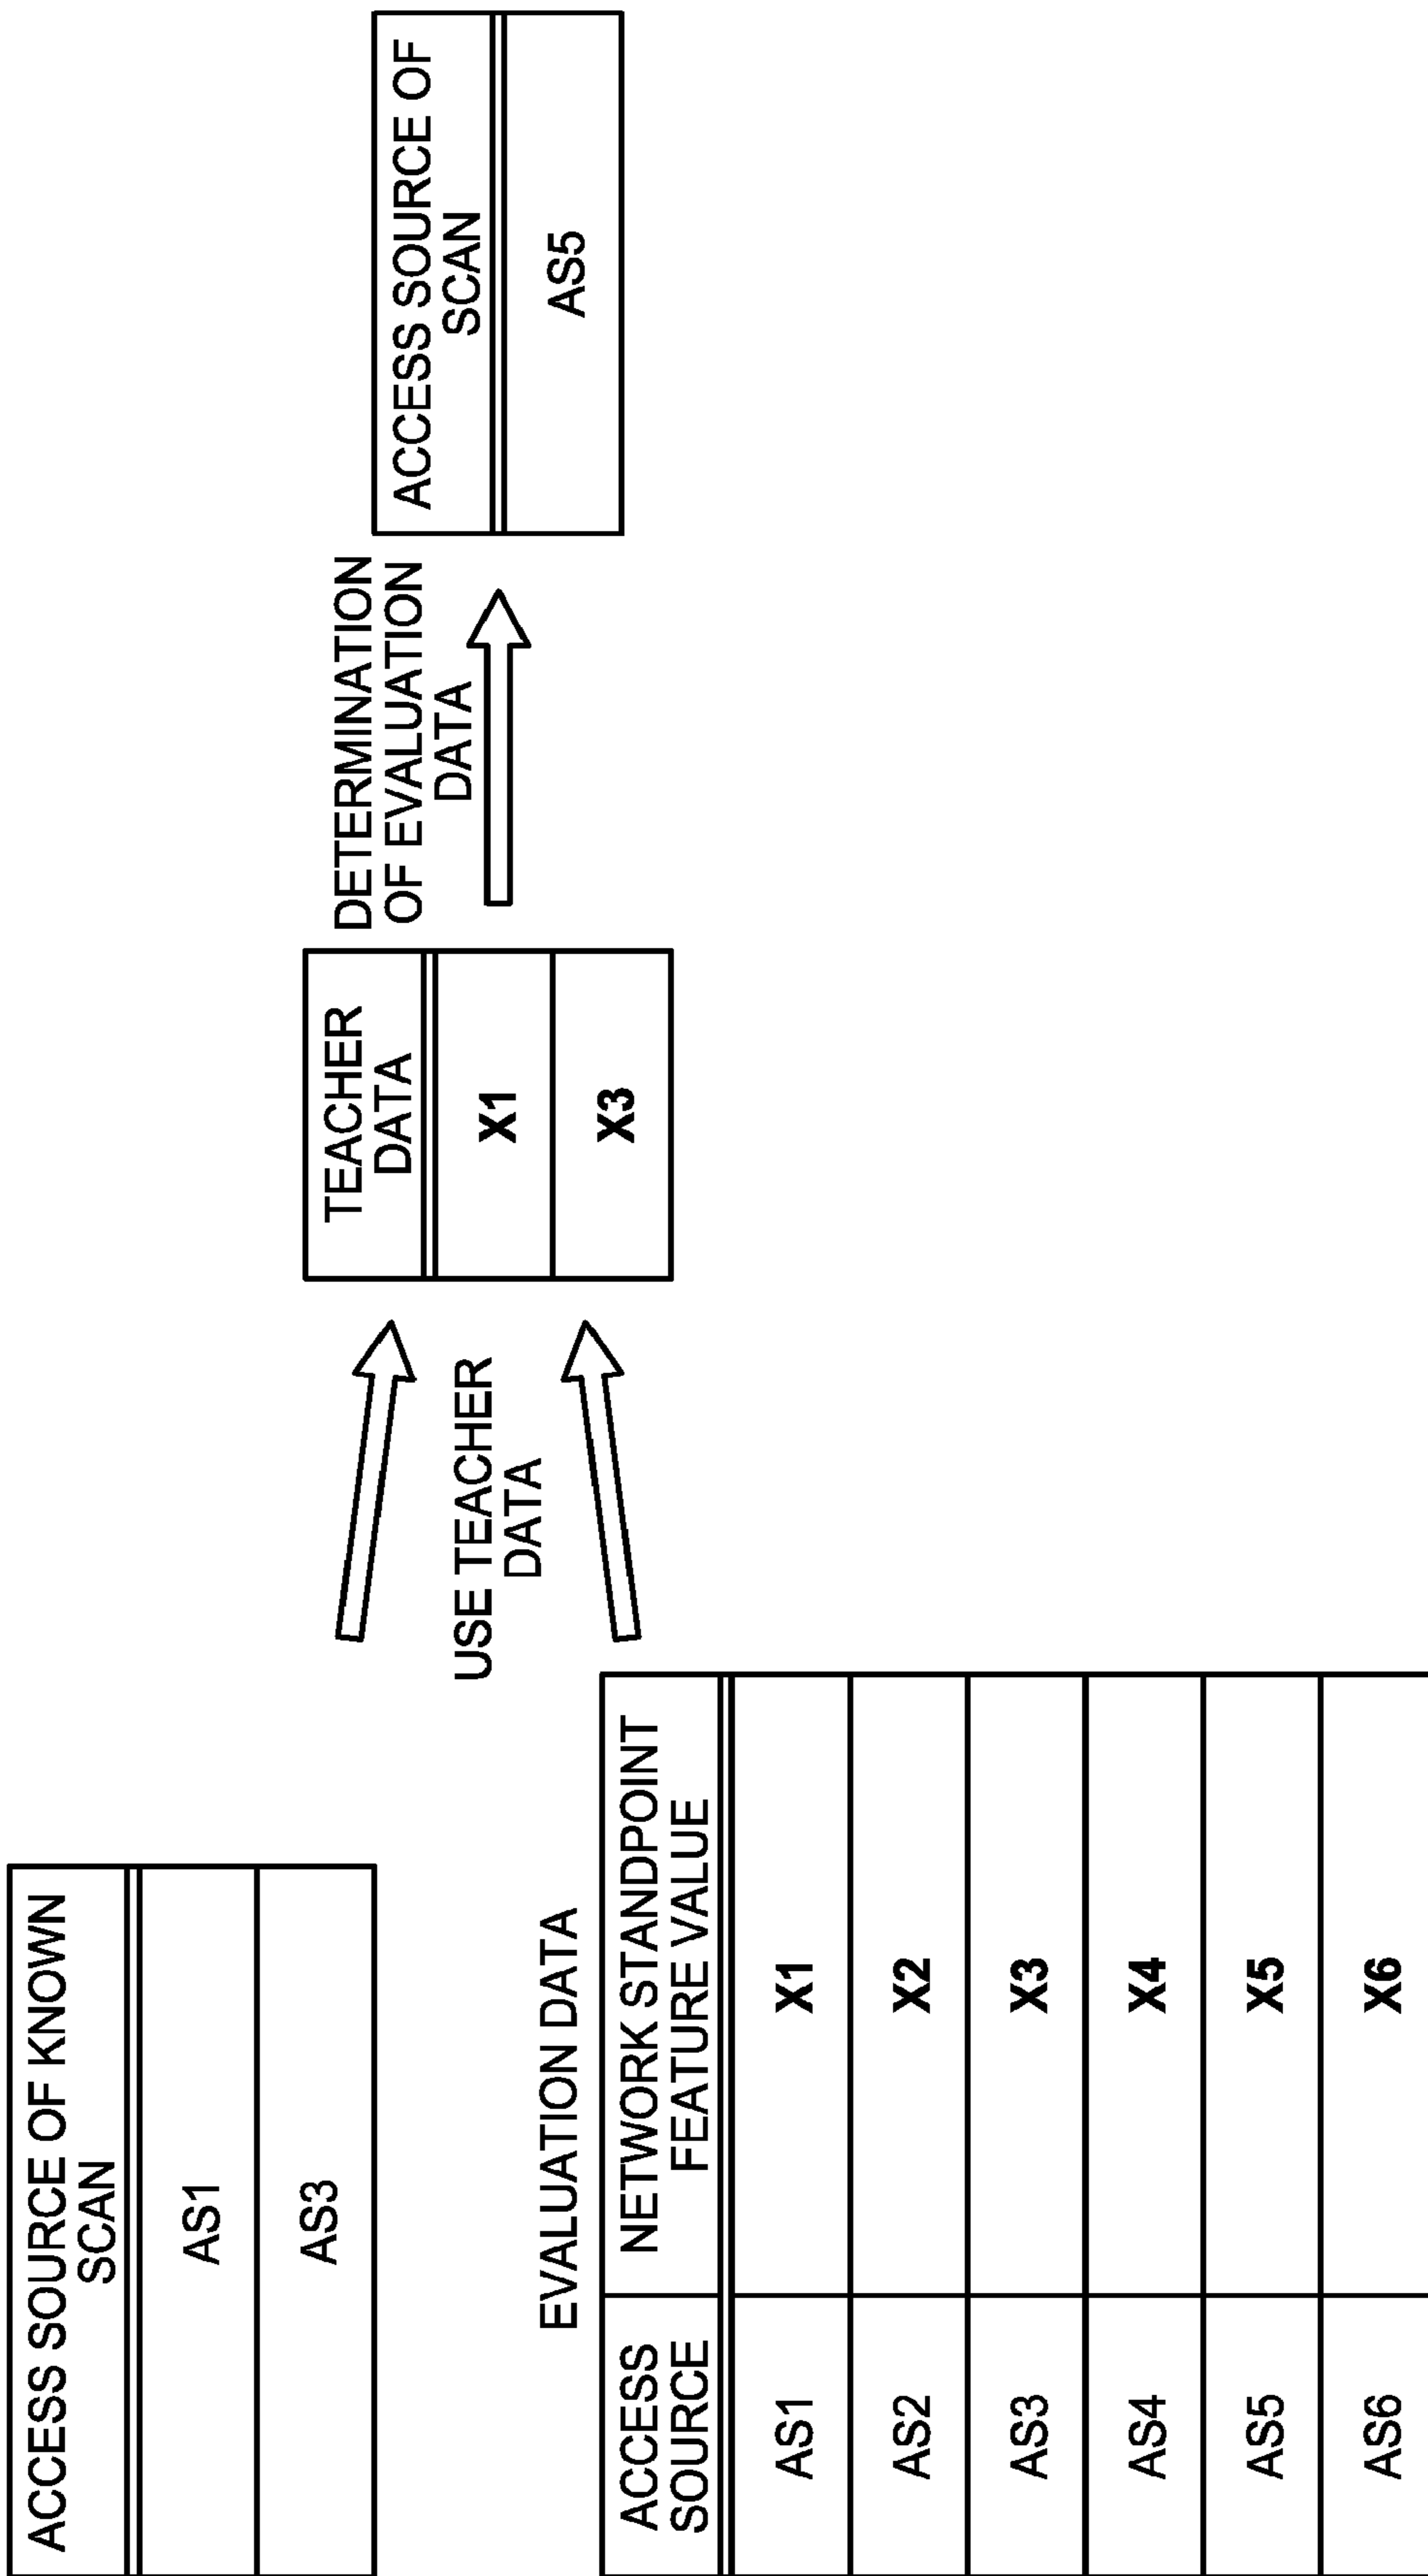 ACCESS SOURCE OF KNOWN
SCAN
AS1
AS3
EVALUATION DATA
ACCESS
SOURCE
NETWORK STANDPOINT
FEATURE VALUE
AS1
X1
AS2
X2
AS3
X3
AS4
X4
AS5
X5
AS6
X6
USE TEACHER
DATA
TEACHER
DATA
X1
X3
DETERMINATION
OF EVALUATION
DATA
ACCESS SOURCE OF
SCAN
AS5